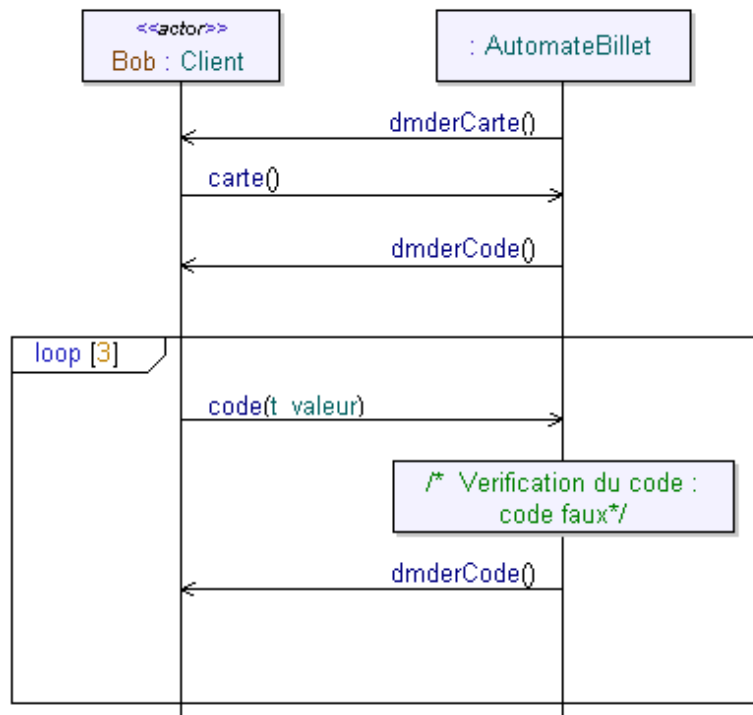 <<actor>>
Bob : Client
: AutomateBillet
dmderCarte()
carte()
dmderCode()
loop [3]
code(t_valeur)
/* Verification du code :
code faux*/
dmderCode()